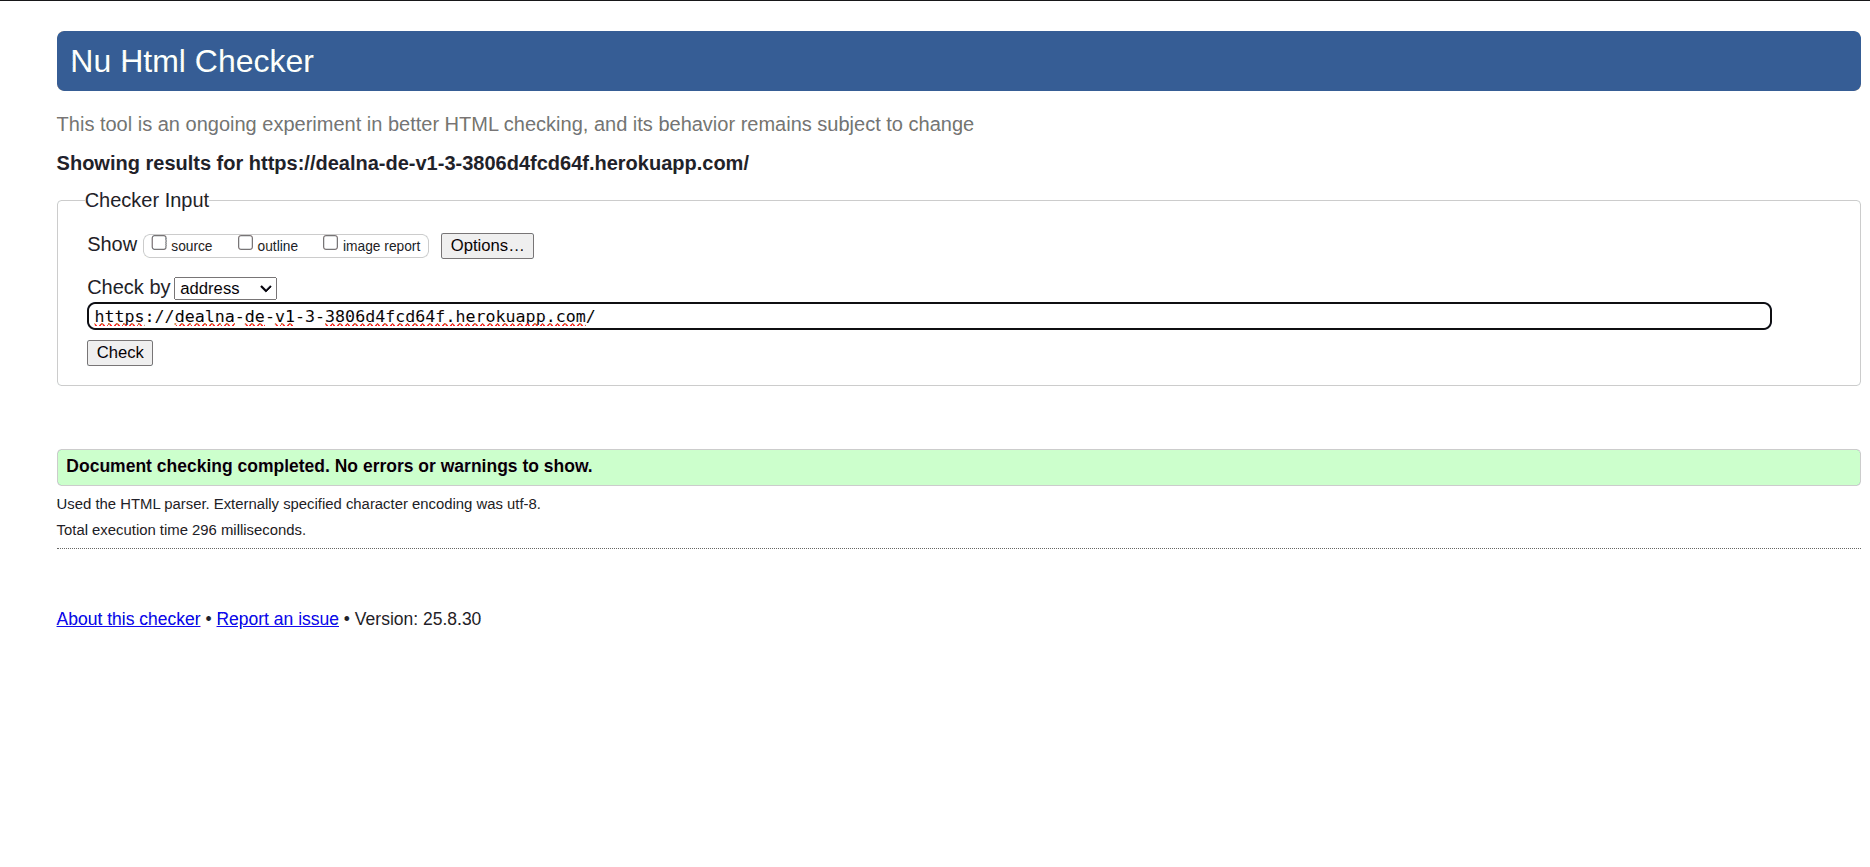 Nu Html Checker
This tool is an ongoing experiment in better HTML checking, and its behavior remains subject to change
Showing results for https://dealna-de-v1-3-3806d4fcd64f.herokuapp.com/
Checker Input
Show source outline image report Options…
Check by address
https://dealna-de-v1-3-3806d4fcd64f.herokuapp.com/
Check
Document checking completed. No errors or warnings to show.
Used the HTML parser. Externally specified character encoding was utf-8.
Total execution time 296 milliseconds.
About this checker • Report an issue • Version: 25.8.30